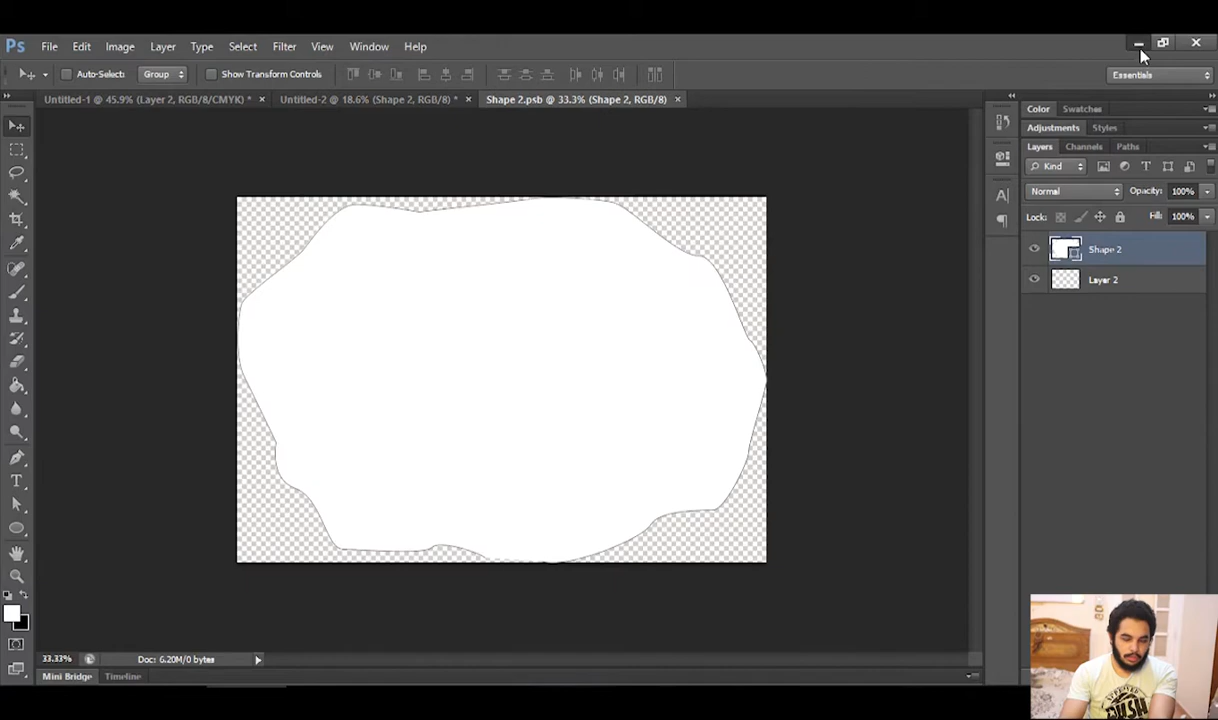 Ps File Edit Image Layer Type Select Filter View Window Help
Auto-Select: Group Show Transform Controls Essentials
Untitled-1 @ 45.9% (Layer 2, RGB/8/CMYK) * × Untitled-2 @ 18.6% (Shape 2, RGB/8) * × Shape 2.psb @ 33.3% (Shape 2, RGB/8) ×
Color Swatches
Adjustments Styles
Layers Channels Paths
Kind
Normal Opacity: 100%
Lock: Fill: 100%
Shape 2
Layer 2
33.33% Doc: 6.20M/0 bytes
Mini Bridge Timeline